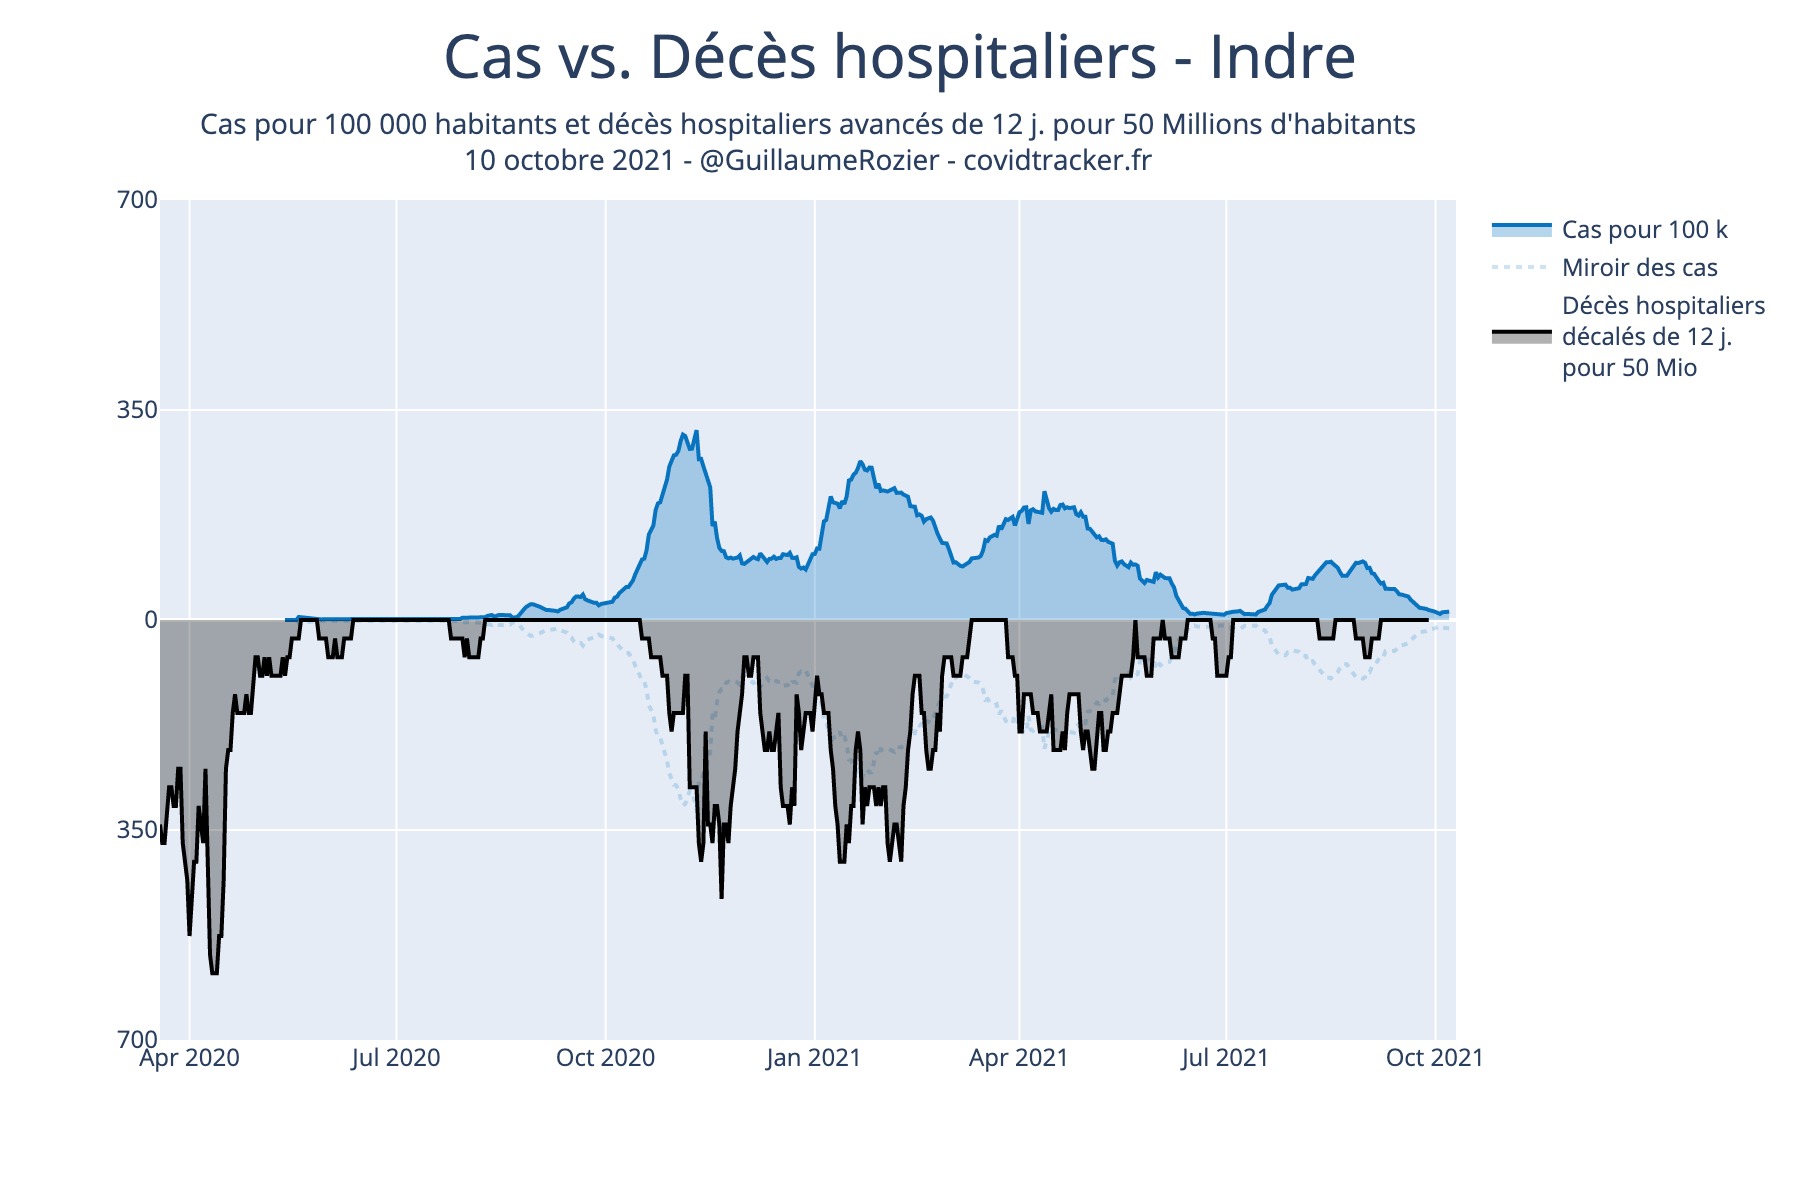 Cas vs. Décès hospitaliers - Indre
Cas pour 100 000 habitants et décès hospitaliers avancés de 12 j. pour 50 Millions d'habitants
10 octobre 2021 - @GuillaumeRozier - covidtracker.fr
700
350
0
350
700
Apr 2020
Jul 2020
Oct 2020
Jan 2021
Apr 2021
Jul 2021
Oct 2021
Cas pour 100 k
Miroir des cas
Décès hospitaliers
décalés de 12 j.
pour 50 Mio